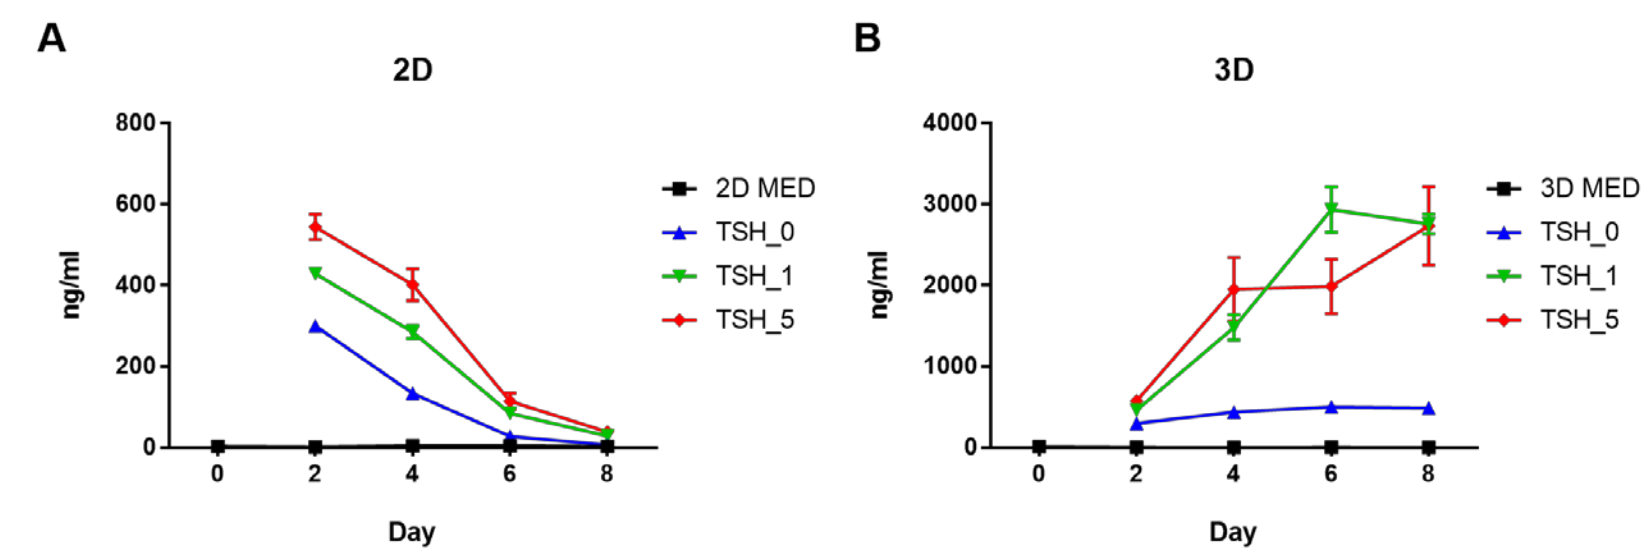 A
2D
800
600
400
200
0
ng/ml
0 2 4 6 8
Day
2D MED
TSH_0
TSH_1
TSH_5
B
3D
4000
3000
2000
1000
0
ng/ml
0 2 4 6 8
Day
3D MED
TSH_0
TSH_1
TSH_5